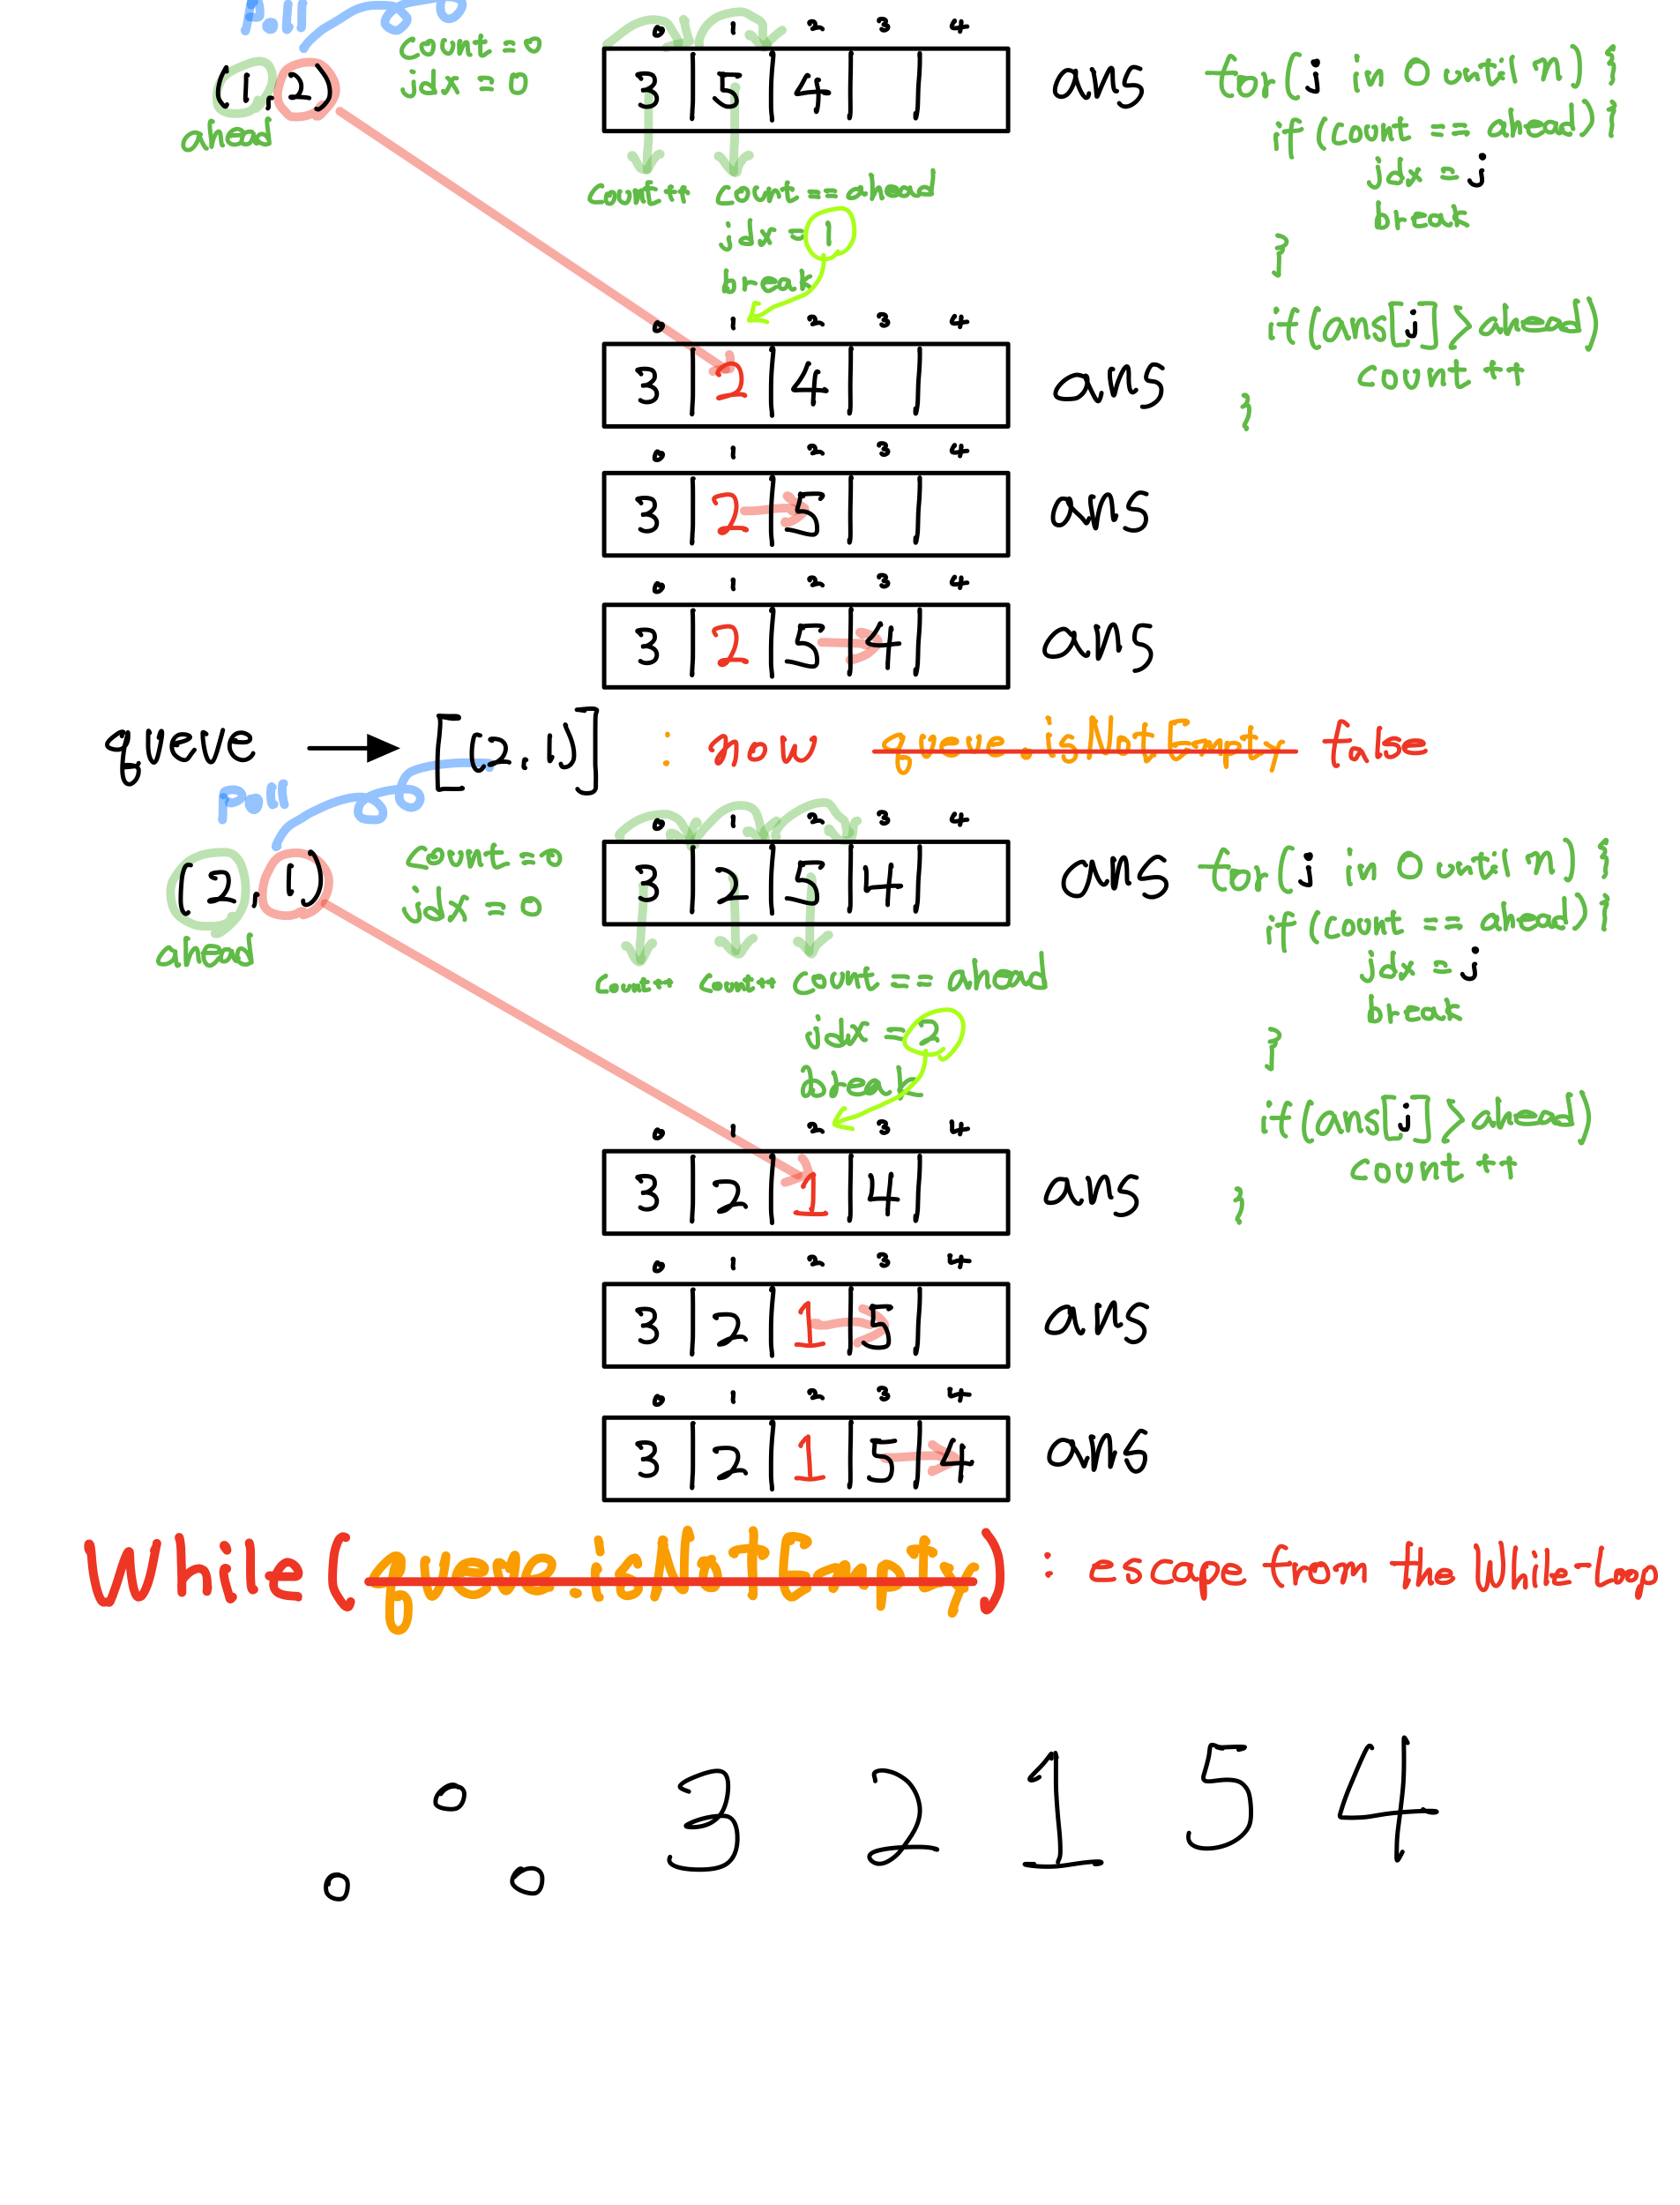 poll
(1, 2)
ahead
count = 0
idx = 0
0 1 2 3 4
3 5 4
ans
count++ count == ahead
idx = 1
break
for(j in 0 until n) {
if (count == ahead) {
idx = j
break
}
if (ans[j] > ahead)
count ++
}
0 1 2 3 4
3 2 4
ans
0 1 2 3 4
3 2 5
ans
0 1 2 3 4
3 2 5 4
ans
queue → [(2, 1)] : now queue.isNotEmpty false
poll
(2, 1)
ahead
count = 0
idx = 0
0 1 2 3 4
3 2 5 4
ans
count++ count++ count == ahead
idx = 2
break
for(j in 0 until n) {
if (count == ahead) {
idx = j
break
}
if (ans[j] > ahead)
count ++
}
0 1 2 3 4
3 2 1 4
ans
0 1 2 3 4
3 2 1 5
ans
0 1 2 3 4
3 2 1 5 4
ans
While (queue.isNotEmpty) : escape from the While-Loop
3 2 1 5 4